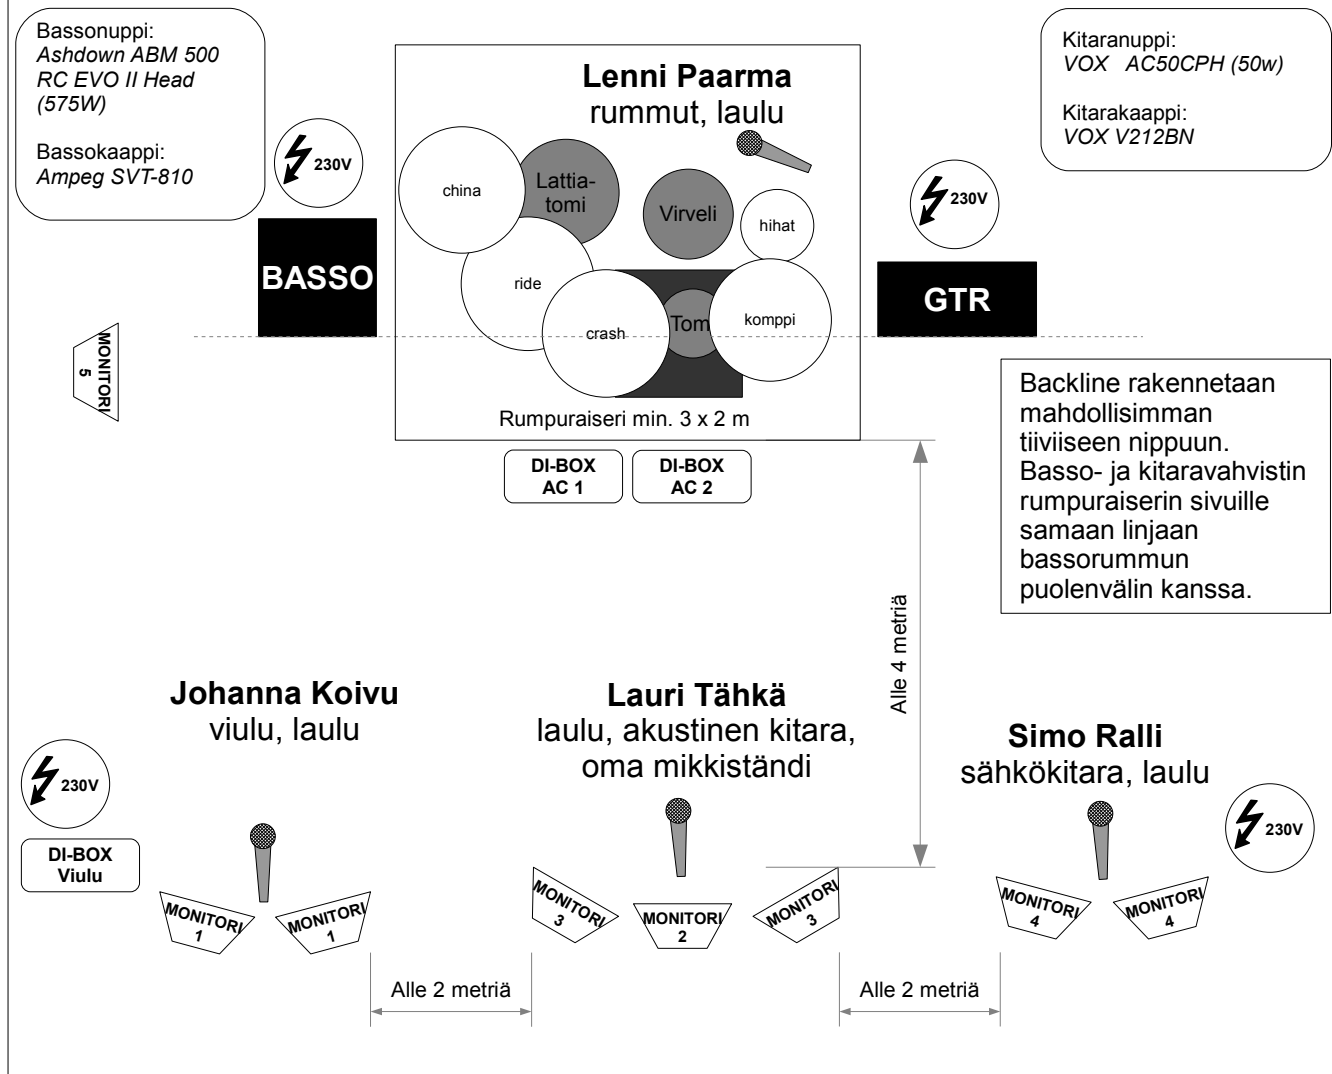 Bassonuppi:
Ashdown ABM 500
RC EVO II Head
(575W)
Bassokaappi:
Ampeg SVT-810
230V
BASSO
MONITORI
5
Lenni Paarma
rummut, laulu
china
Lattia-
tomi
Virveli
hihat
ride
crash
Tom
komppi
Rumpuraiseri min. 3 x 2 m
DI-BOX
AC 1
DI-BOX
AC 2
Kitaranuppi:
VOX AC50CPH (50w)
Kitarakaappi:
VOX V212BN
230V
GTR
Backline rakennetaan
mahdollisimman
tiiviiseen nippuun.
Basso- ja kitaravahvistin
rumpuraiserin sivuille
samaan linjaan
bassorummun
puolenvälin kanssa.
Alle 4 metriä
Johanna Koivu
viulu, laulu
230V
DI-BOX
Viulu
MONITORI
1
MONITORI
1
Lauri Tähkä
laulu, akustinen kitara,
oma mikkiständi
MONITORI
3
MONITORI
2
MONITORI
3
Simo Ralli
sähkökitara, laulu
230V
MONITORI
4
MONITORI
4
Alle 2 metriä
Alle 2 metriä